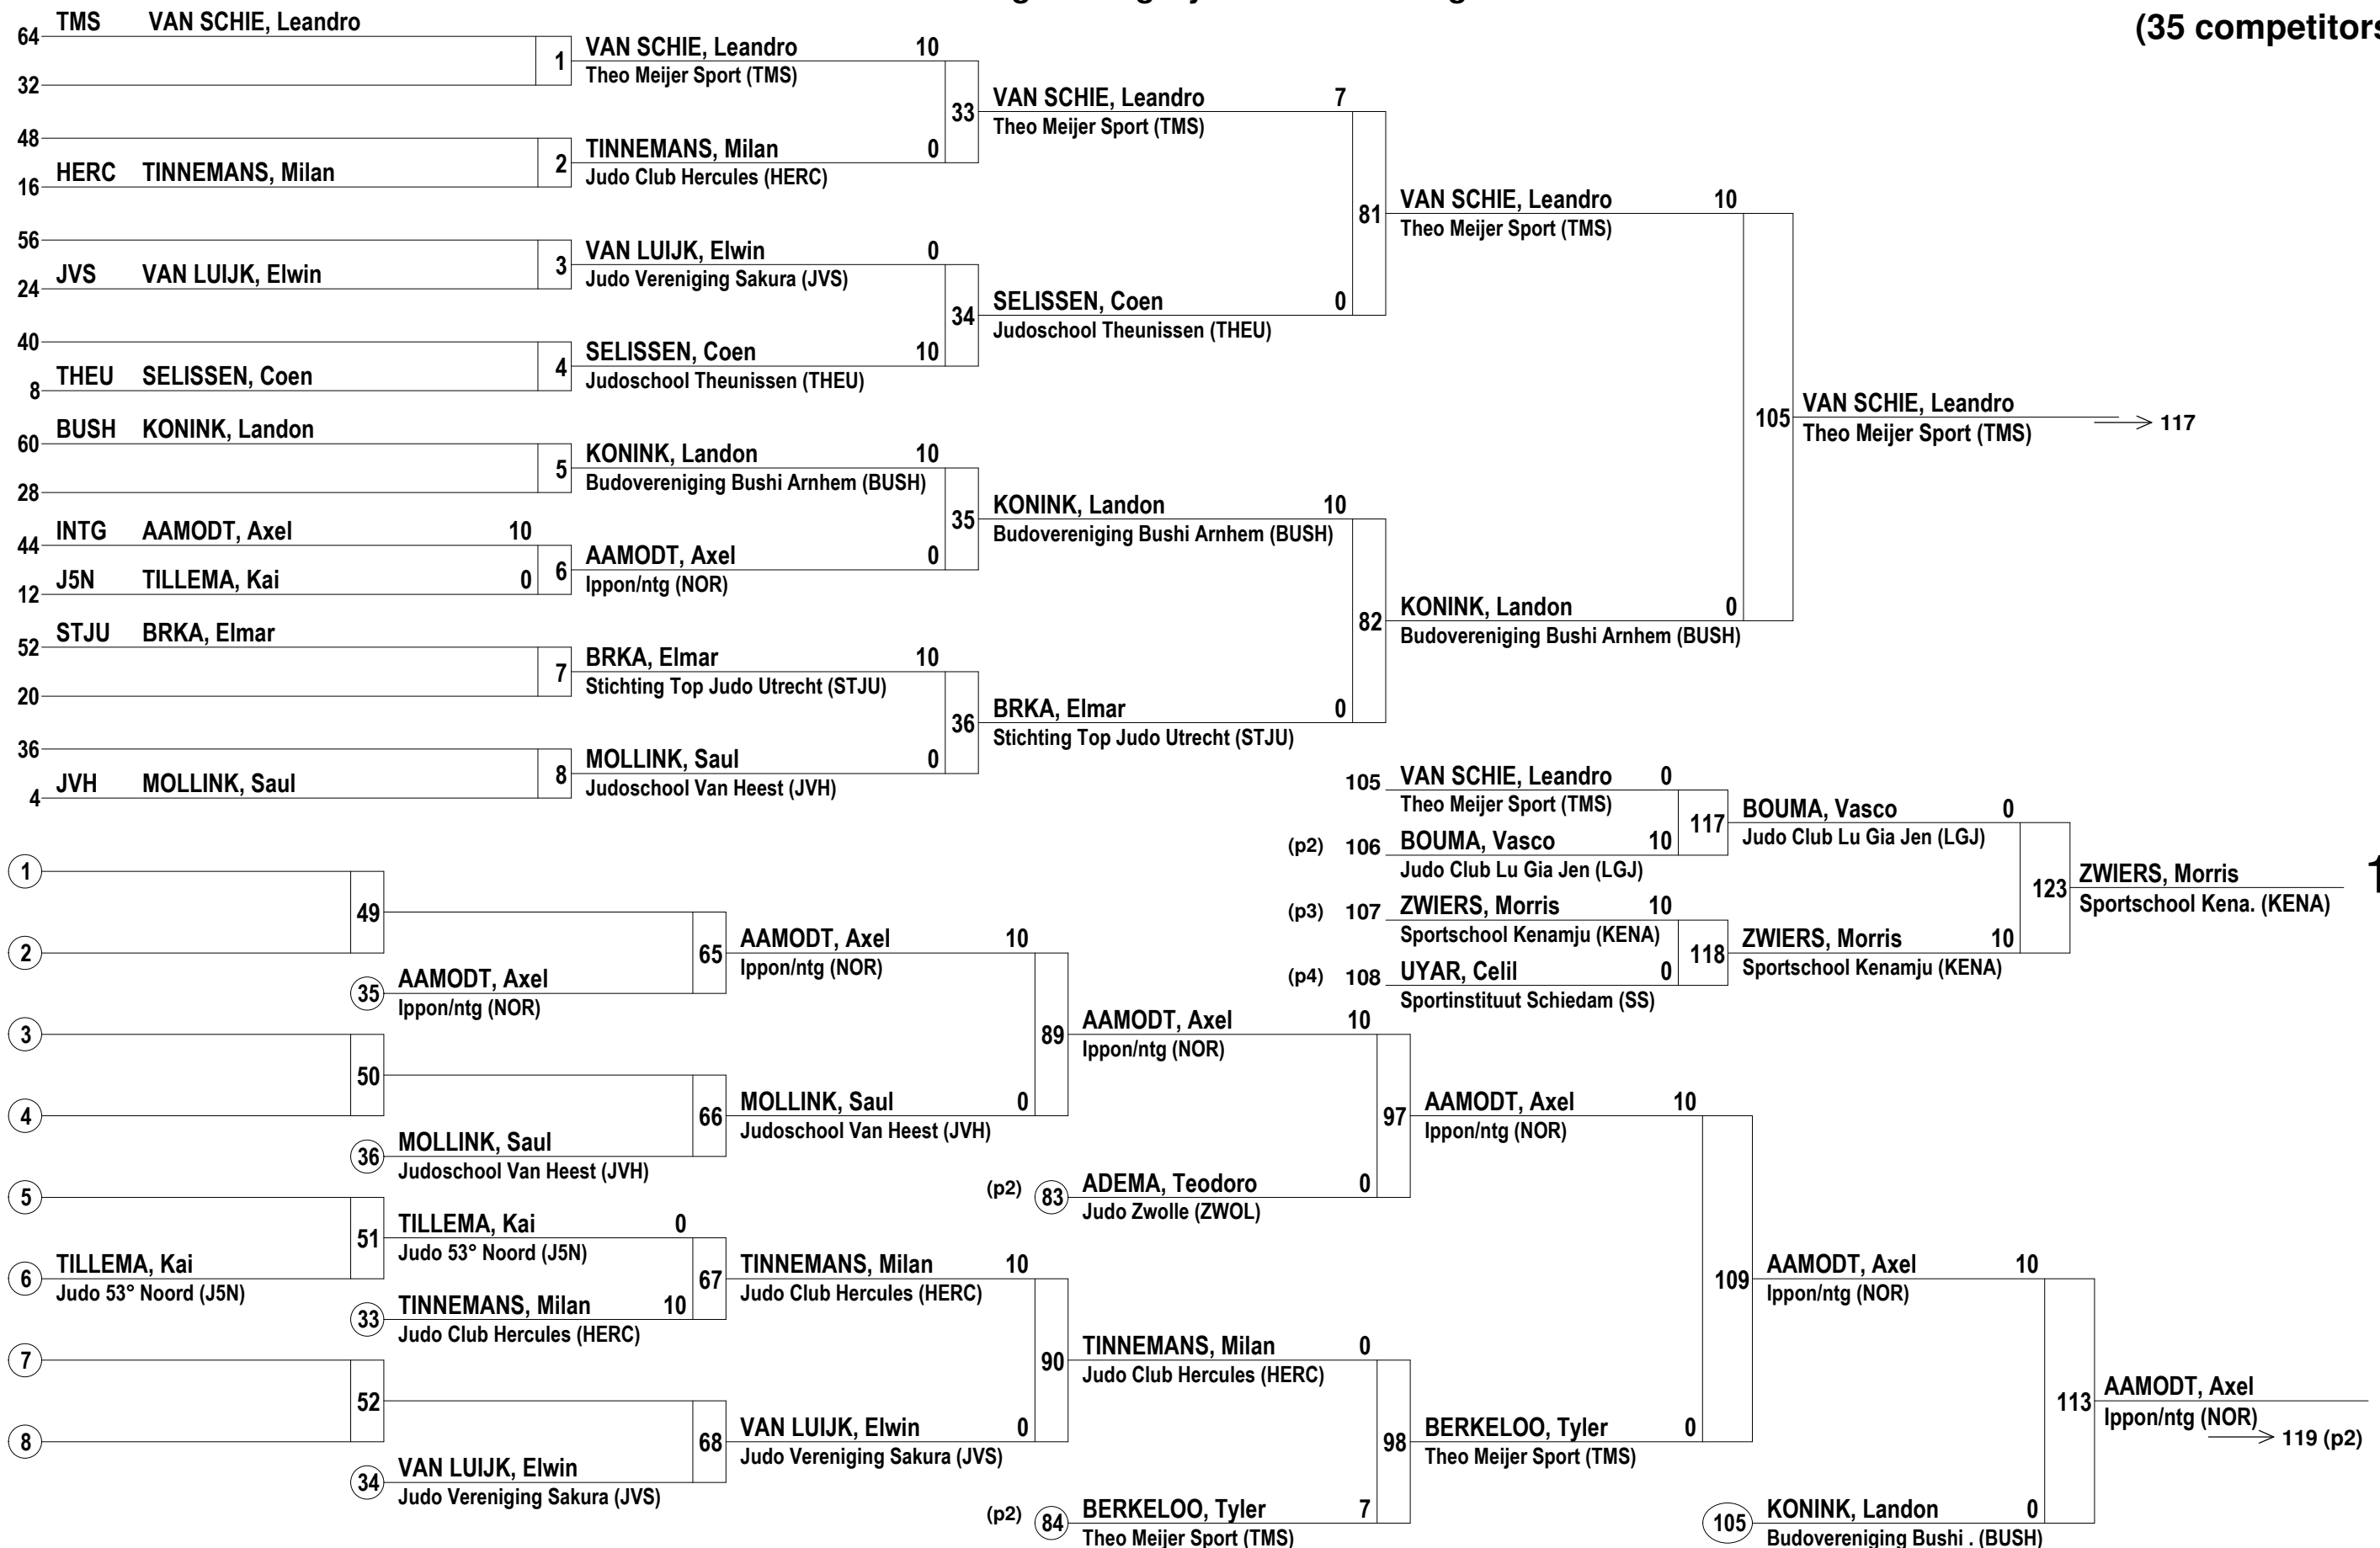 (35 competitors
64 TMS VAN SCHIE, Leandro
1 VAN SCHIE, Leandro 10
Theo Meijer Sport (TMS)
32
33 VAN SCHIE, Leandro 7
Theo Meijer Sport (TMS)
48
2 TINNEMANS, Milan 0
Judo Club Hercules (HERC)
16 HERC TINNEMANS, Milan
81 VAN SCHIE, Leandro 10
Theo Meijer Sport (TMS)
56
3 VAN LUIJK, Elwin 0
Judo Vereniging Sakura (JVS)
24 JVS VAN LUIJK, Elwin
34 SELISSEN, Coen 0
Judoschool Theunissen (THEU)
40
4 SELISSEN, Coen 10
Judoschool Theunissen (THEU)
8 THEU SELISSEN, Coen
105 VAN SCHIE, Leandro
Theo Meijer Sport (TMS)
117
60 BUSH KONINK, Landon
5 KONINK, Landon 10
Budovereniging Bushi Arnhem (BUSH)
28
35 KONINK, Landon 10
Budovereniging Bushi Arnhem (BUSH)
44 INTG AAMODT, Axel 10
6 AAMODT, Axel 0
Ippon/ntg (NOR)
12 J5N TILLEMA, Kai 0
82 KONINK, Landon 0
Budovereniging Bushi Arnhem (BUSH)
52 STJU BRKA, Elmar
7 BRKA, Elmar 10
Stichting Top Judo Utrecht (STJU)
20
36 BRKA, Elmar 0
Stichting Top Judo Utrecht (STJU)
36
8 MOLLINK, Saul 0
Judoschool Van Heest (JVH)
4 JVH MOLLINK, Saul
105 VAN SCHIE, Leandro 0
Theo Meijer Sport (TMS)
117 BOUMA, Vasco 0
Judo Club Lu Gia Jen (LGJ)
(p2) 106 BOUMA, Vasco 10
Judo Club Lu Gia Jen (LGJ)
123 ZWIERS, Morris
Sportschool Kena. (KENA)
(p3) 107 ZWIERS, Morris 10
Sportschool Kenamju (KENA)
118 ZWIERS, Morris 10
Sportschool Kenamju (KENA)
(p4) 108 UYAR, Celil 0
Sportinstituut Schiedam (SS)
1
49
2
65 AAMODT, Axel 10
Ippon/ntg (NOR)
35 AAMODT, Axel
Ippon/ntg (NOR)
89 AAMODT, Axel 10
Ippon/ntg (NOR)
3
50
4
66 MOLLINK, Saul 0
Judoschool Van Heest (JVH)
36 MOLLINK, Saul
Judoschool Van Heest (JVH)
97 AAMODT, Axel 10
Ippon/ntg (NOR)
(p2) 83 ADEMA, Teodoro 0
Judo Zwolle (ZWOL)
5
51 TILLEMA, Kai 0
Judo 53° Noord (J5N)
6 TILLEMA, Kai
Judo 53° Noord (J5N)
67 TINNEMANS, Milan 10
Judo Club Hercules (HERC)
33 TINNEMANS, Milan 10
Judo Club Hercules (HERC)
109 AAMODT, Axel 10
Ippon/ntg (NOR)
90 TINNEMANS, Milan 0
Judo Club Hercules (HERC)
7
52
8
68 VAN LUIJK, Elwin 0
Judo Vereniging Sakura (JVS)
34 VAN LUIJK, Elwin
Judo Vereniging Sakura (JVS)
98 BERKELOO, Tyler 0
Theo Meijer Sport (TMS)
113 AAMODT, Axel
Ippon/ntg (NOR)
119 (p2)
(p2) 84 BERKELOO, Tyler 7
Theo Meijer Sport (TMS)
105 KONINK, Landon 0
Budovereniging Bushi . (BUSH)